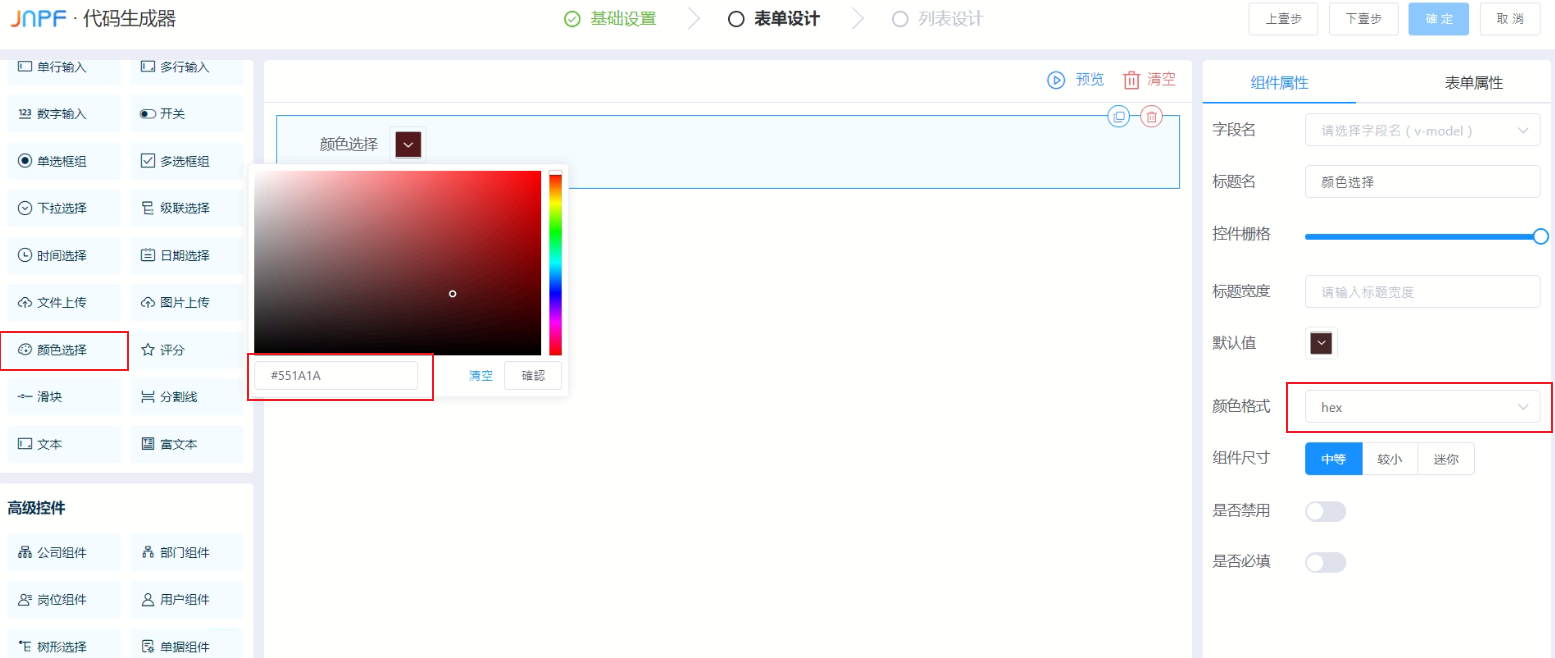 JNPF · 代码生成器
基础设置
表单设计
列表设计
上壹步
下壹步
確 定
取 消
单行输入
多行输入
123 数字输入
开关
单选框组
多选框组
下拉选择
级联选择
时间选择
日期选择
文件上传
图片上传
颜色选择
评分
滑块
分割线
文本
富文本
高级控件
公司组件
部门组件
岗位组件
用户组件
树形选择
单据组件
预览
清空
颜色选择
#551A1A
清空
確認
组件属性
表单属性
字段名
请选择字段名 ( v-model )
标题名
颜色选择
控件栅格
标题宽度
请输入标题宽度
默认值
颜色格式
hex
组件尺寸
中等
较小
迷你
是否禁用
是否必填